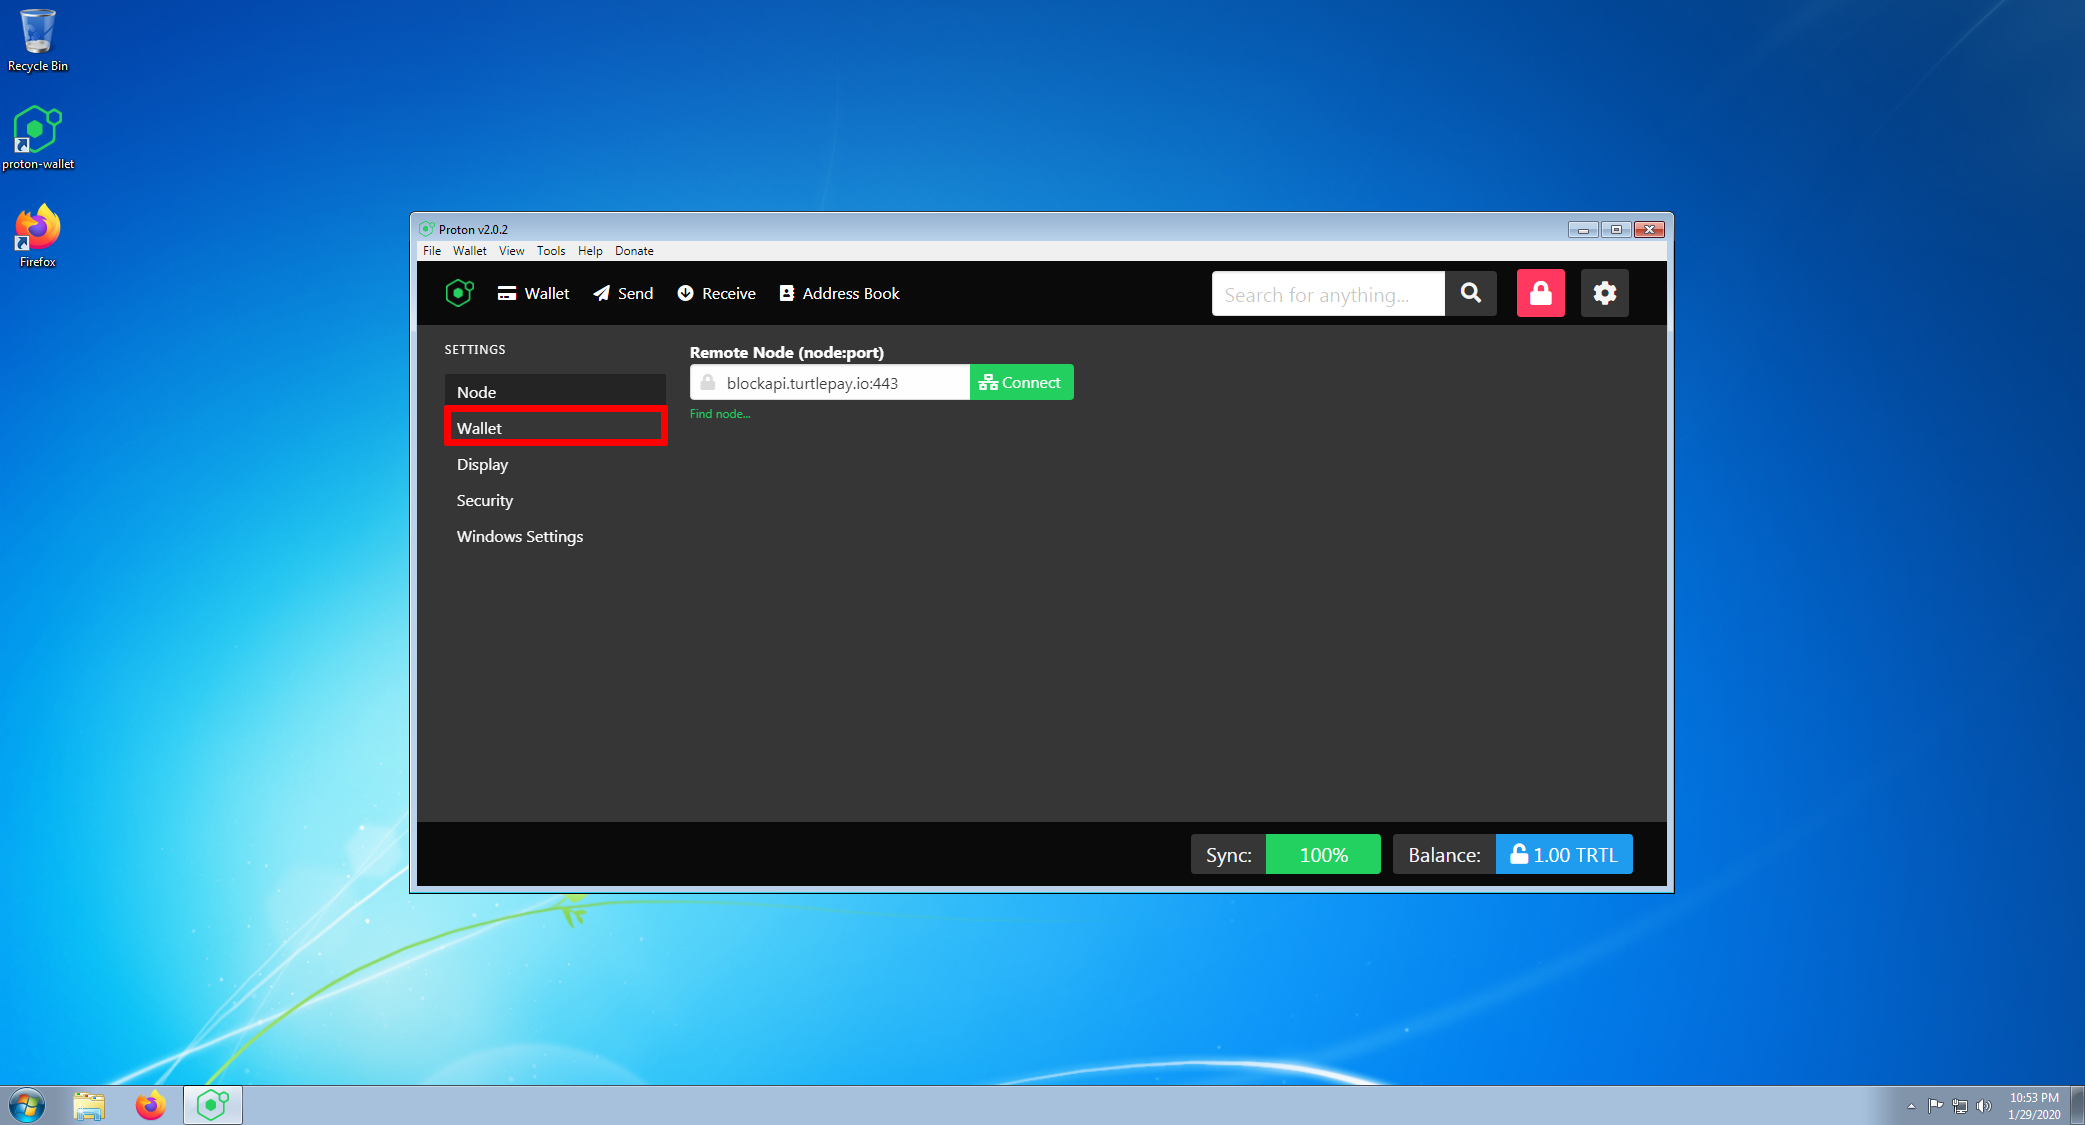 Recycle Bin
proton-wallet
Firefox
Proton v2.0.2
File Wallet View Tools Help Donate
Wallet Send Receive Address Book Search for anything...
SETTINGS
Node
Wallet
Display
Security
Windows Settings
Remote Node (node:port)
blockapi.turtlepay.io:443 Connect
Find node...
Sync: 100% Balance: 1.00 TRTL
10:53 PM
1/29/2020